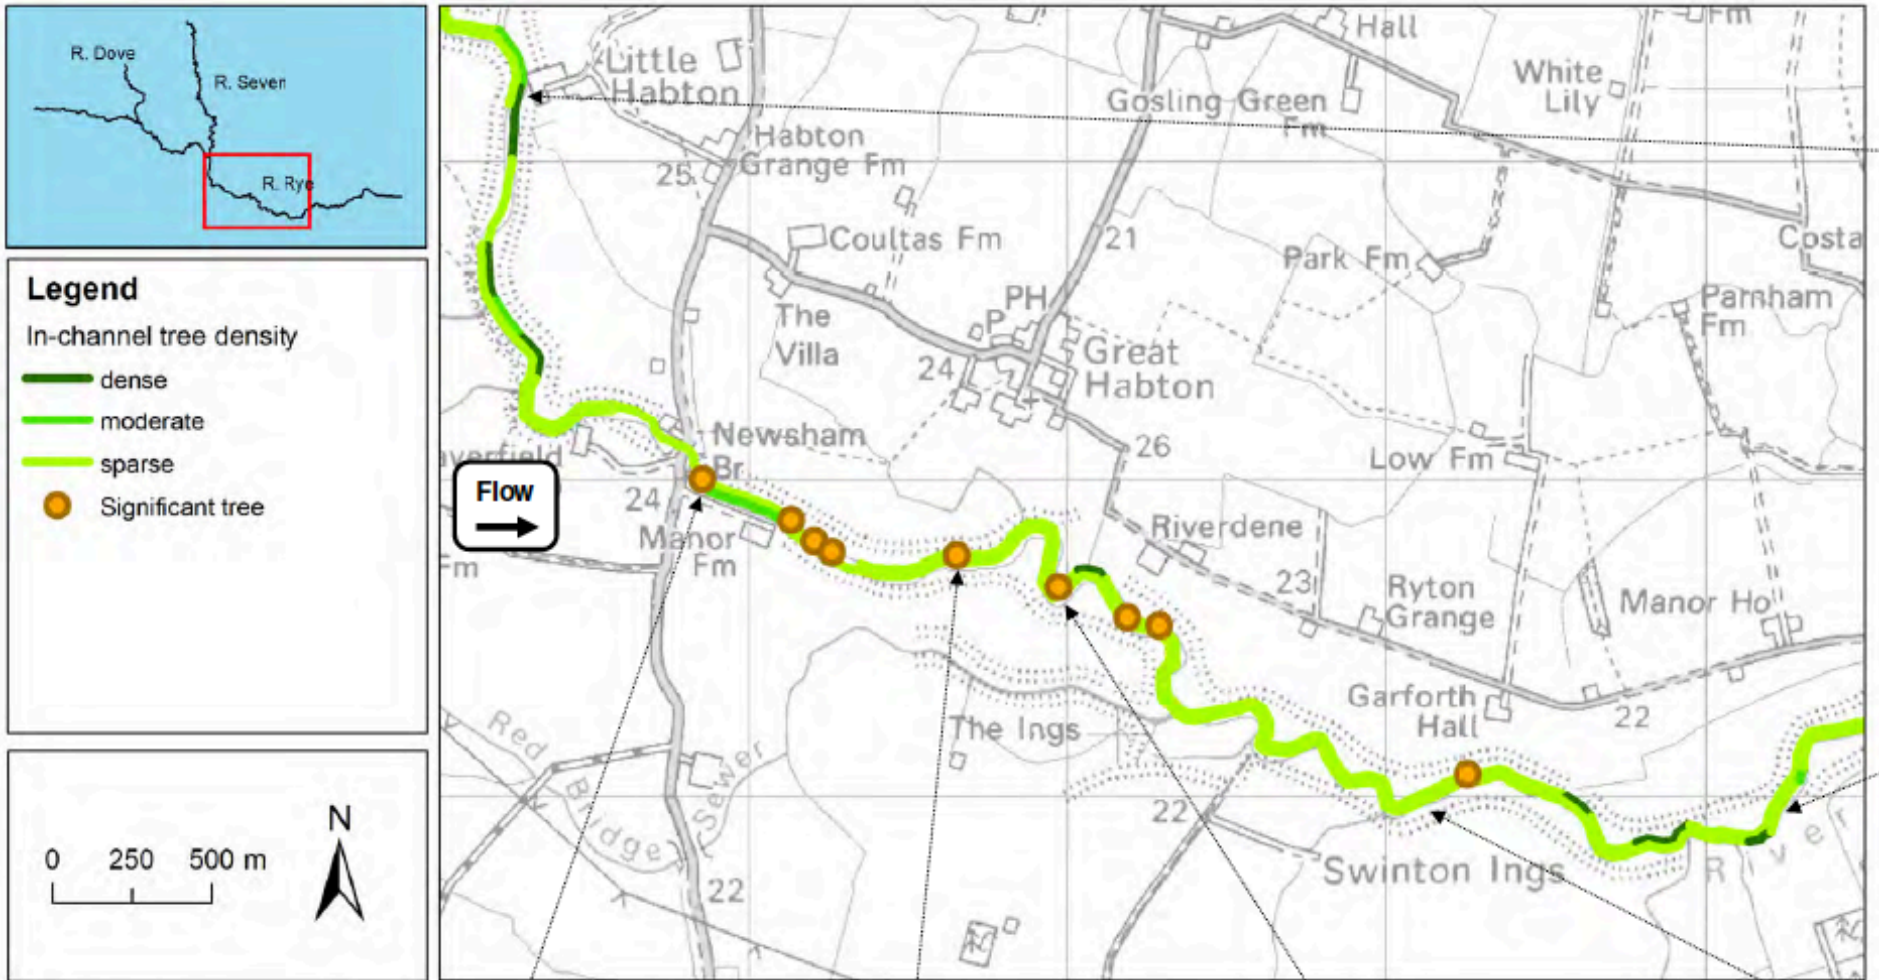 R. Dove
R. Seven
R. Rye
Legend
In-channel tree density
dense
moderate
sparse
Significant tree
0 250 500 m
N
Flow
Little
Habton
Habton
Grange Fm
25
Coultas Fm
The
Villa
PH
P
24
Great
Habton
21
26
Hall
Gosling Green
Fm
White
Lily
Fm
Costa
Park Fm
Parnham
Fm
Low Fm
Newsham
Br
24
Manor
Fm
Fm
Riverdene
23
Ryton
Grange
Manor Ho
Garforth
Hall
22
The Ings
22
Swinton Ings
River
Red Bridge Sewer
22